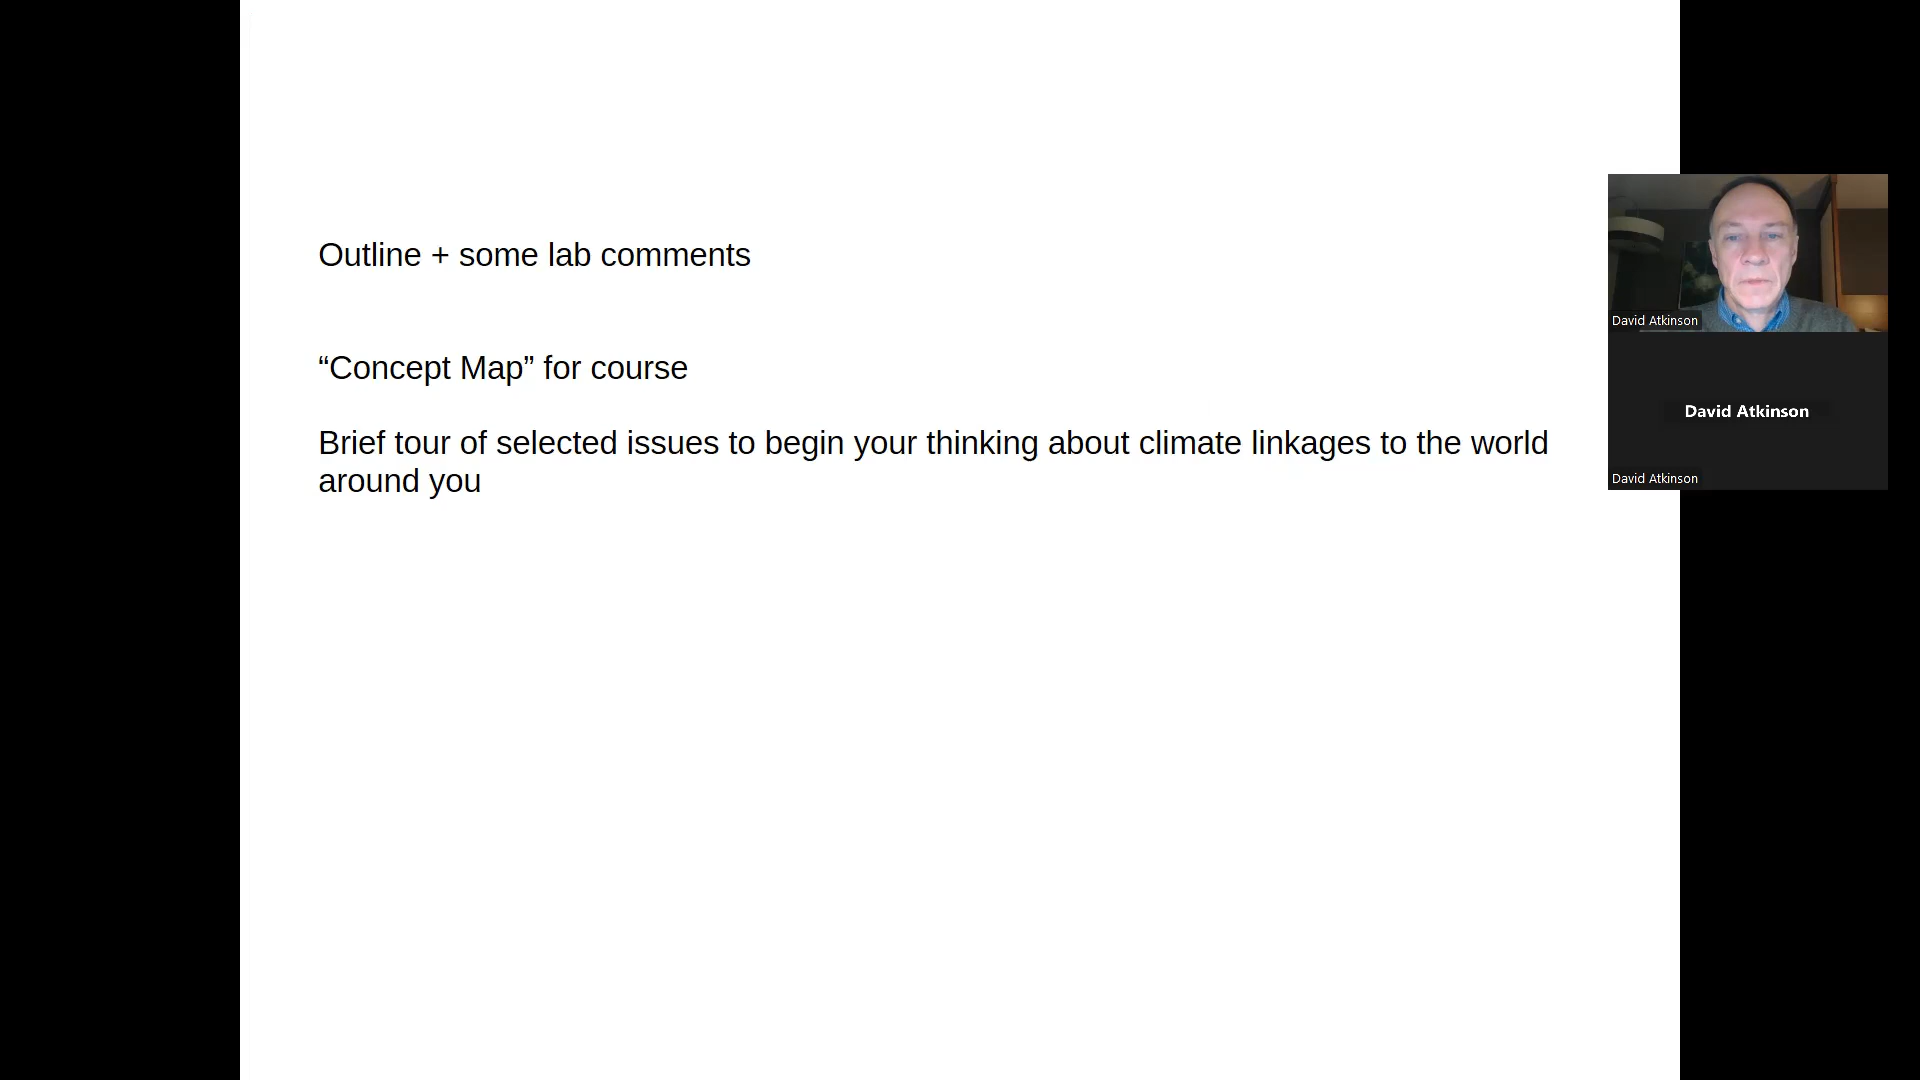 Outline + some lab comments
“Concept Map” for course
Brief tour of selected issues to begin your thinking about climate linkages to the world
around you
David Atkinson
David Atkinson
David Atkinson